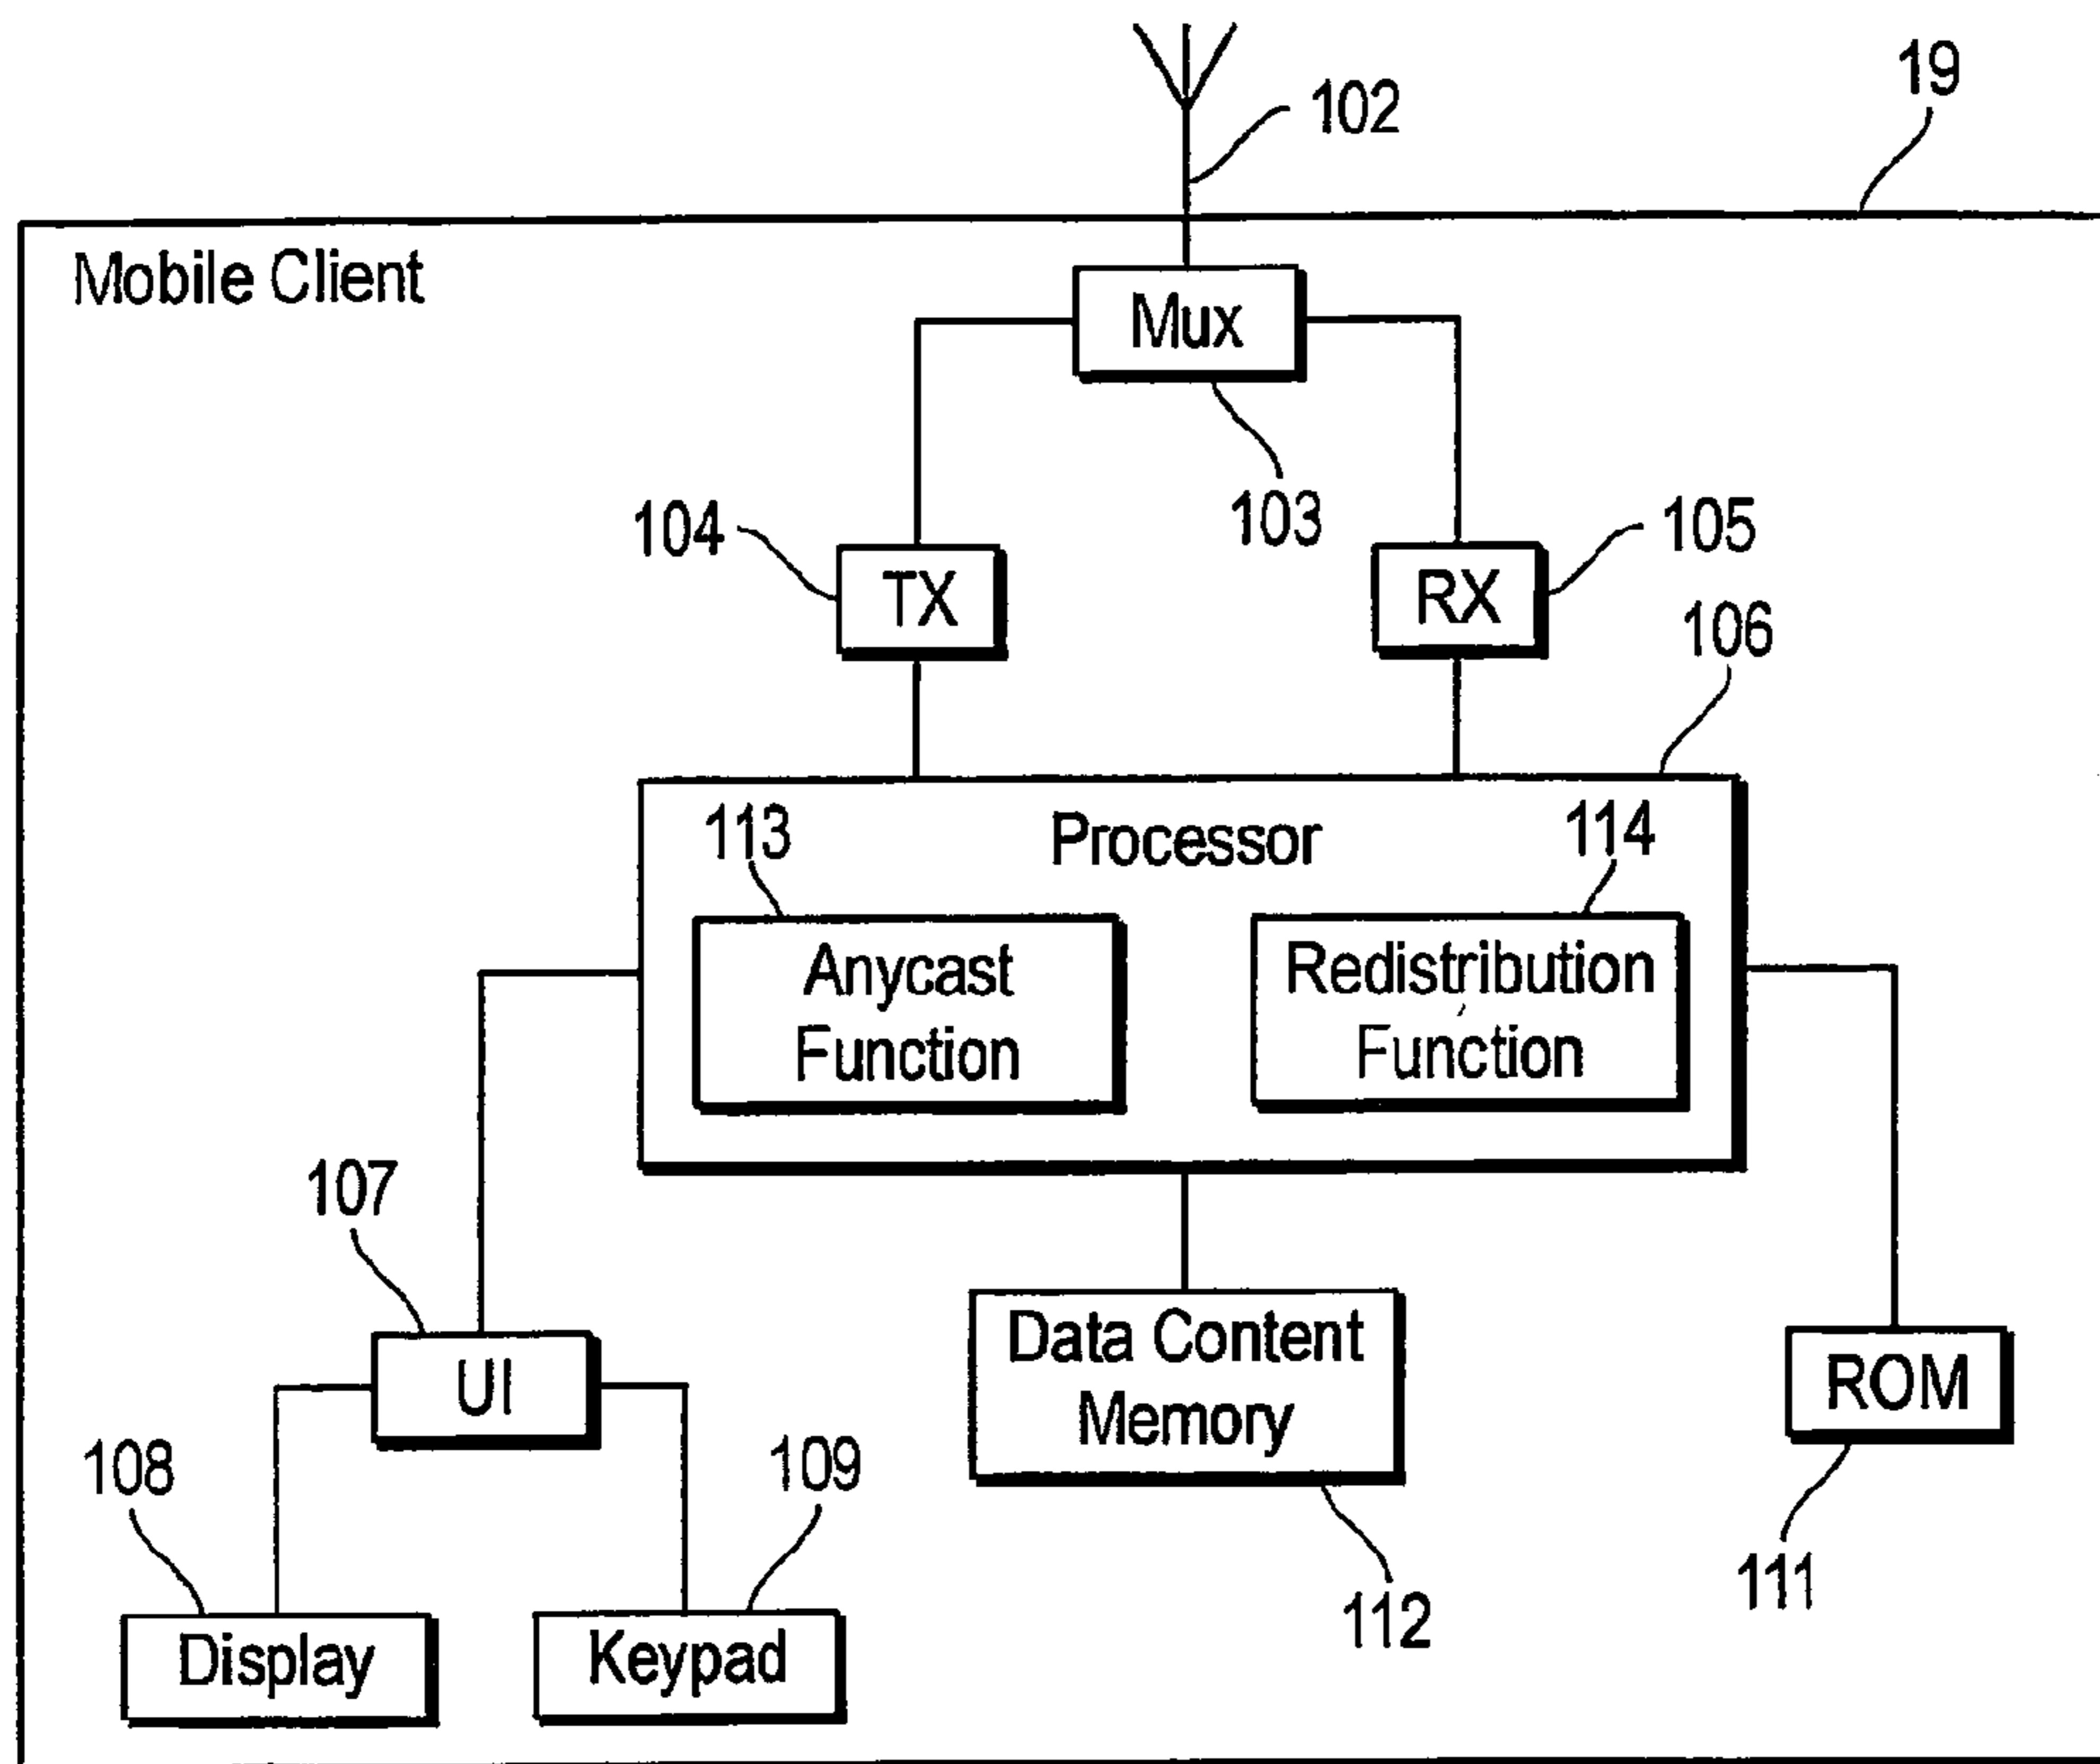 19
102
Mobile Client
Mux
103
104
105
TX
RX
106
113
Processor
114
Anycast
Function
Redistribution
Function
107
UI
Data Content
Memory
ROM
108
109
111
112
Display
Keypad